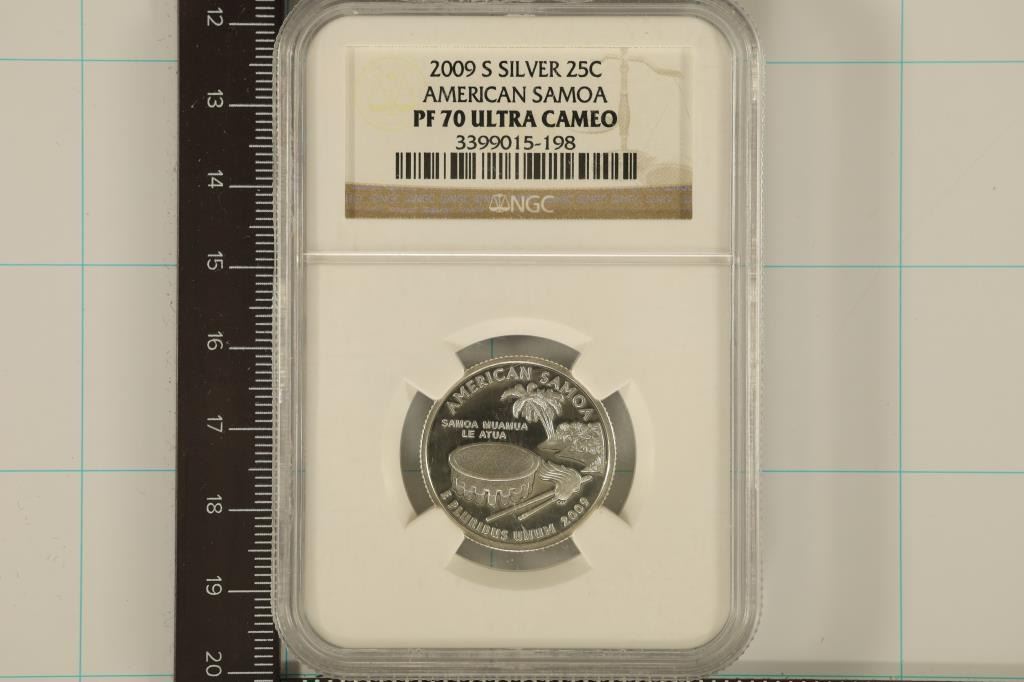 2009 S SILVER 25C
AMERICAN SAMOA
PF 70 ULTRA CAMEO
3399015-198
NGC
AMERICAN SAMOA
SAMOA MUAMUA
LE ATUA
E PLURIBUS UNUM 2009
12
13
14
15
16
17
18
19
20